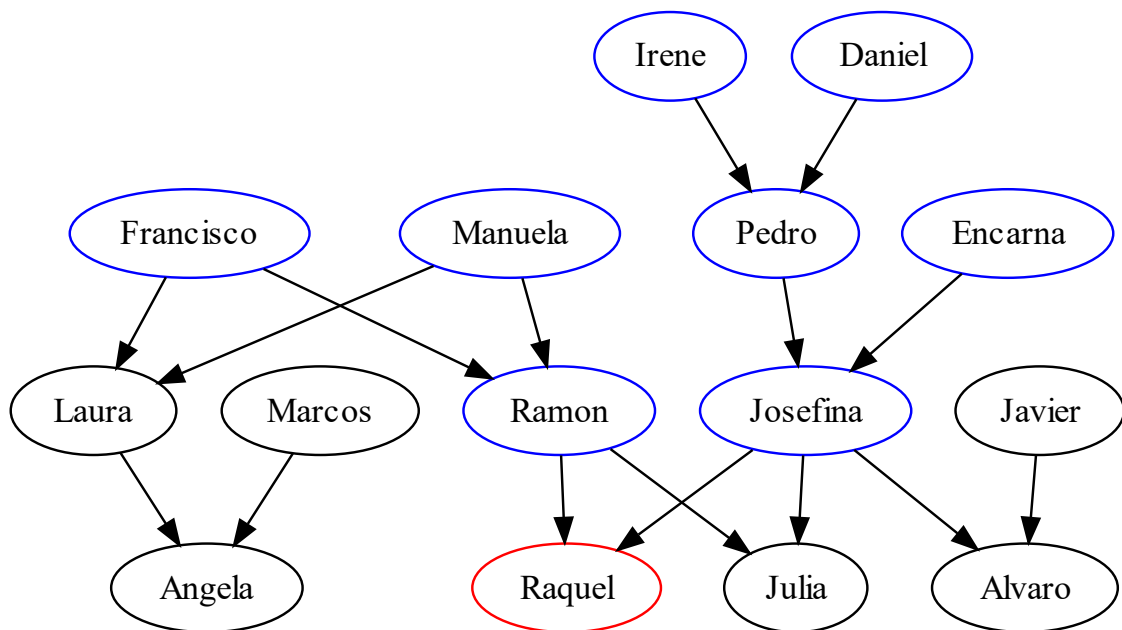 Irene
Daniel
Francisco
Manuela
Pedro
Encarna
Laura
Marcos
Ramon
Josefina
Javier
Angela
Raquel
Julia
Alvaro